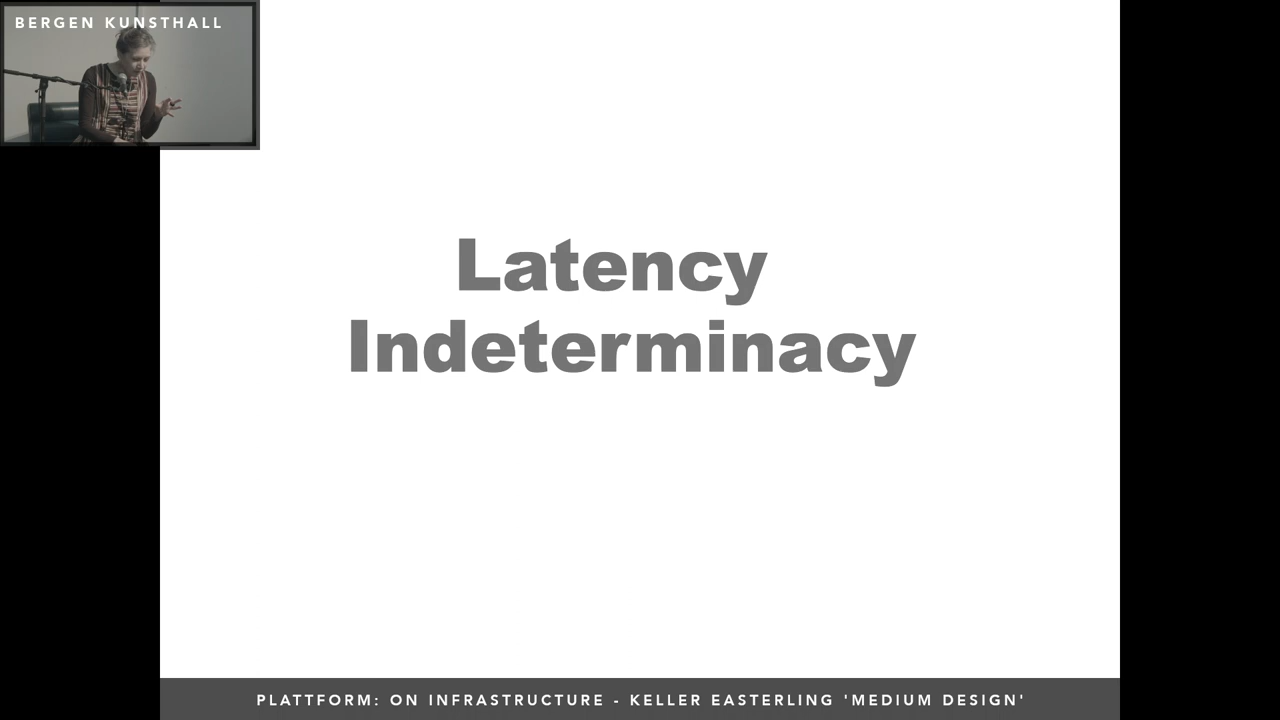 BERGEN KUNSTHALL
Latency
Indeterminacy
PLATTFORM: ON INFRASTRUCTURE - KELLER EASTERLING 'MEDIUM DESIGN'